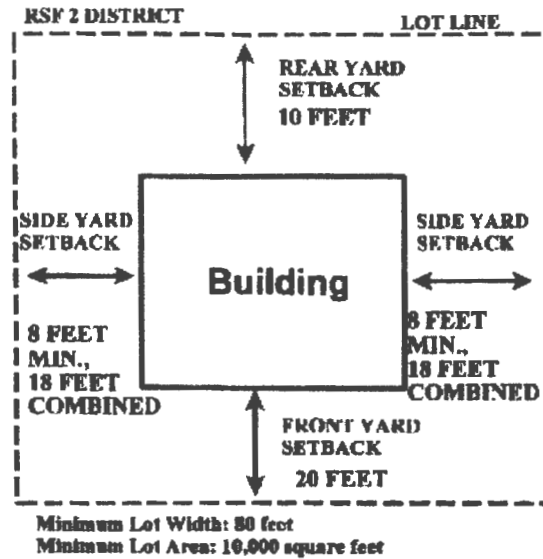 RSF 2 DISTRICT
LOT LINE
REAR YARD
SETBACK
10 FEET
SIDE YARD
SETBACK
8 FEET
MIN.,
18 FEET
COMBINED
Building
SIDE YARD
SETBACK
8 FEET
MIN.,
18 FEET
COMBINED
FRONT YARD
SETBACK
20 FEET
Minimum Lot Width: 80 feet
Minimum Lot Area: 10,000 square feet